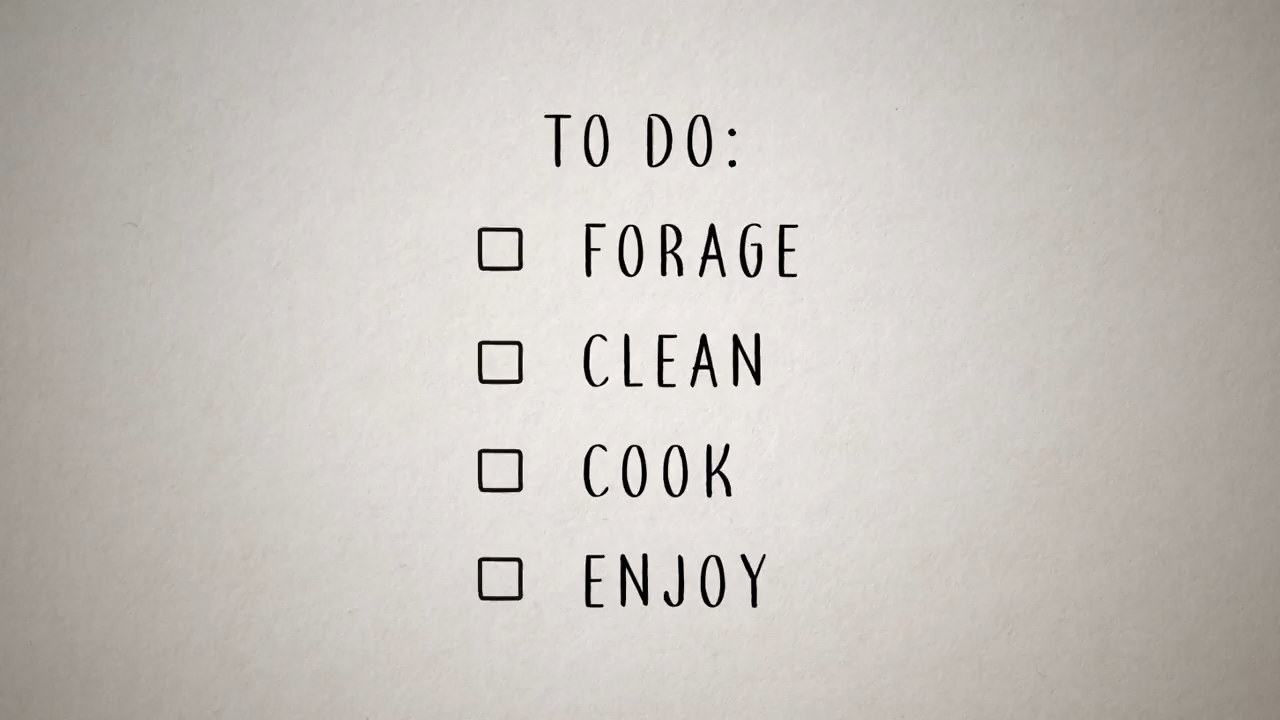 TO DO:
☐ FORAGE
☐ CLEAN
☐ COOK
☐ ENJOY